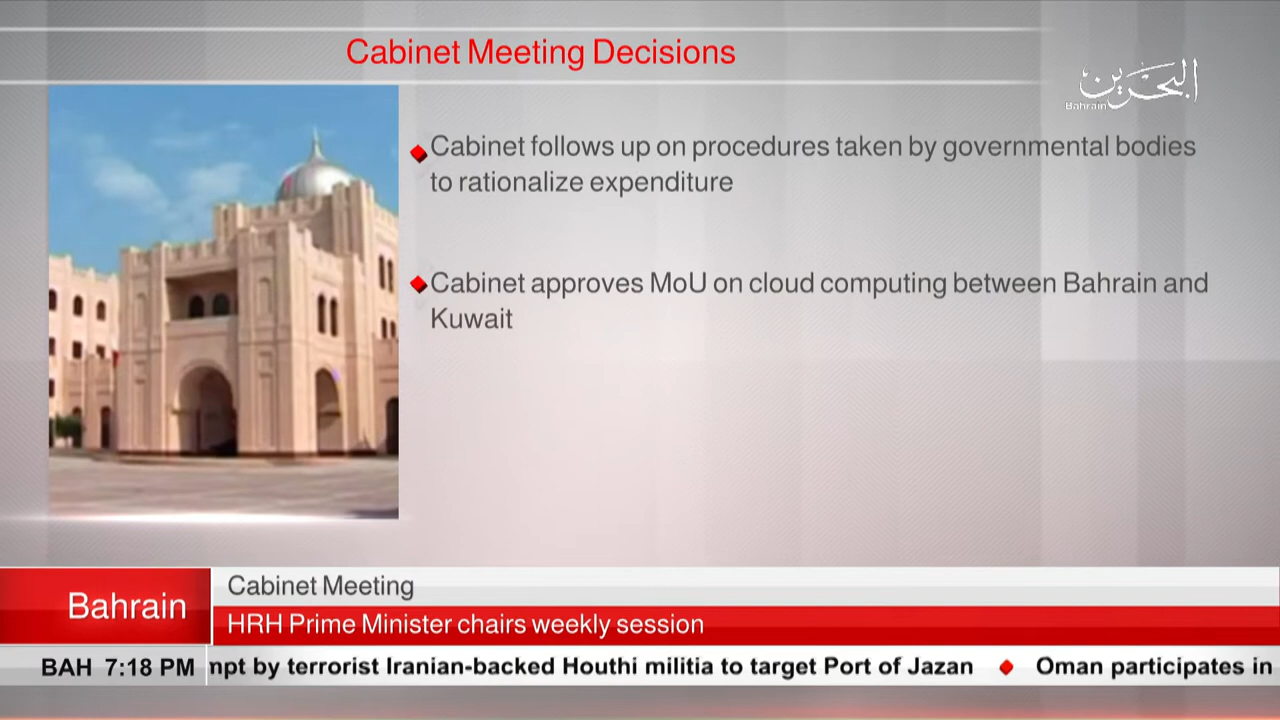 Cabinet Meeting Decisions
البحرين
Bahrain
Cabinet follows up on procedures taken by governmental bodies
to rationalize expenditure
Cabinet approves MoU on cloud computing between Bahrain and
Kuwait
Bahrain
Cabinet Meeting
HRH Prime Minister chairs weekly session
BAH 7:18 PM
by terrorist Iranian-backed Houthi militia to target Port of Jazan
Oman participates in